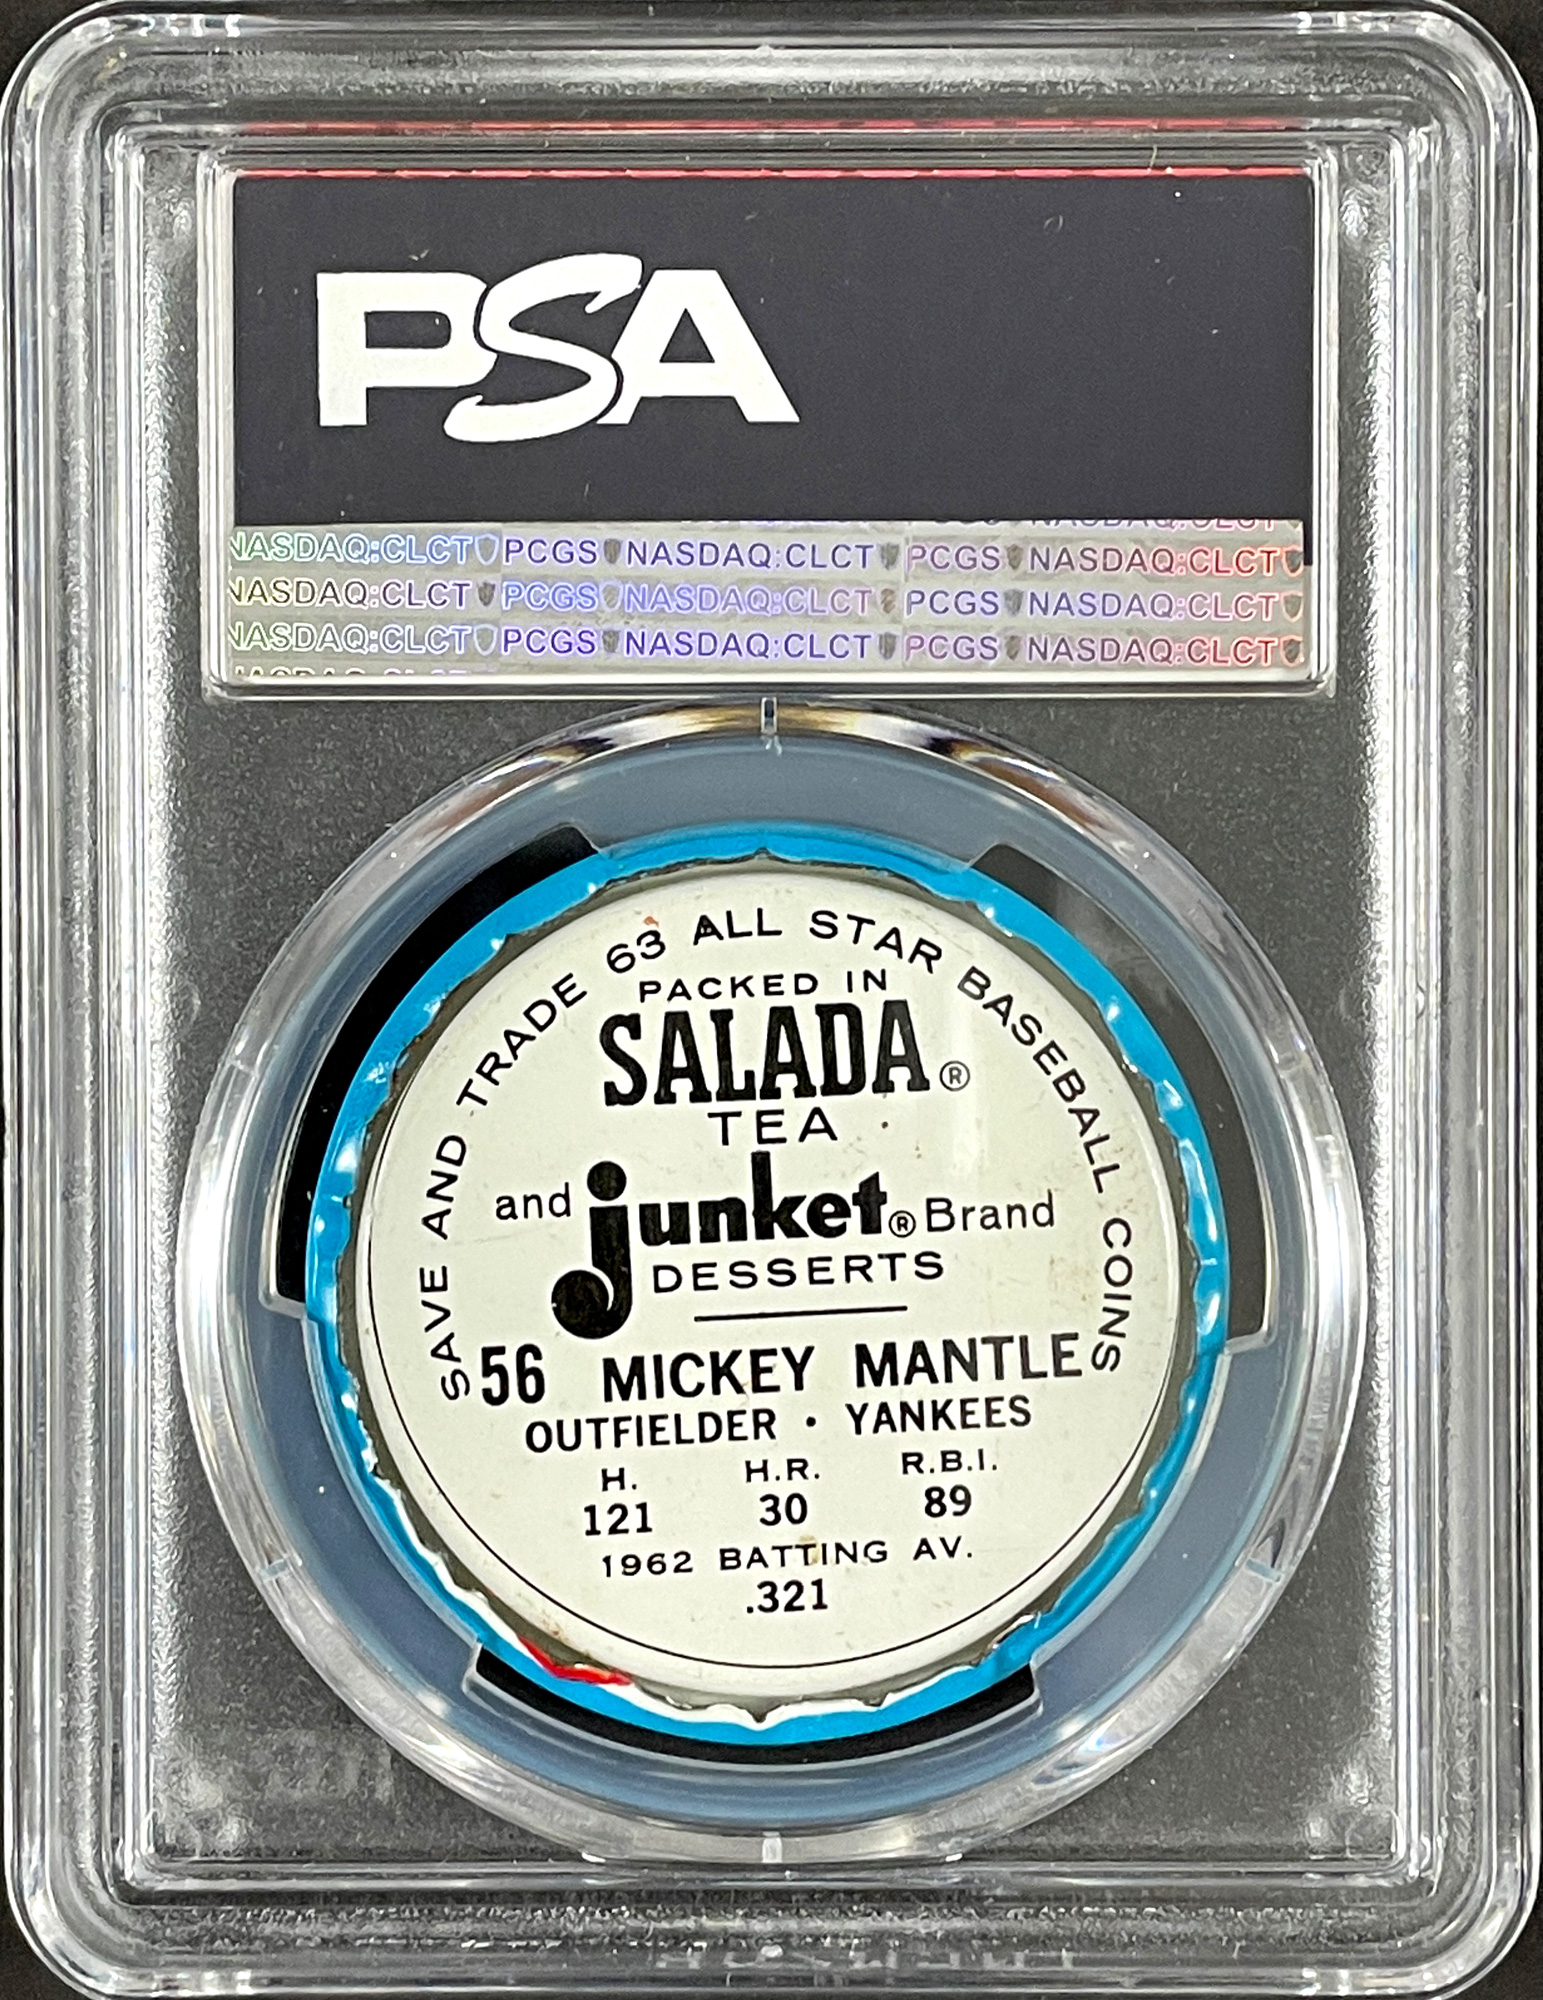 PSA
NASDAQ:CLCT PCGS NASDAQ:CLCT PCGS NASDAQ:CLCT
NASDAQ:CLCT PCGS NASDAQ:CLCT PCGS NASDAQ:CLCT
NASDAQ:CLCT PCGS NASDAQ:CLCT PCGS NASDAQ:CLCT
SAVE AND TRADE 63 ALL STAR BASEBALL COINS
PACKED IN
SALADA®
TEA
and junket® Brand
DESSERTS
56 MICKEY MANTLE
OUTFIELDER • YANKEES
H. H.R. R.B.I.
121 30 89
1962 BATTING AV.
.321